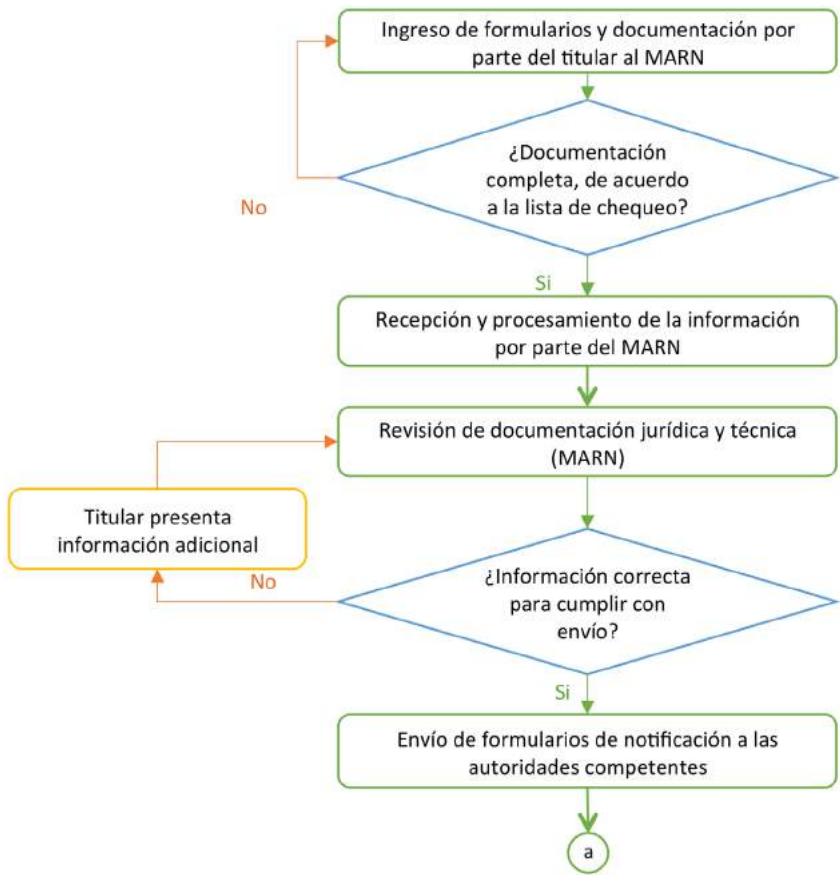 Ingreso de formularios y documentación por
parte del titular al MARN
¿Documentación
completa, de acuerdo
a la lista de chequeo?
No
Si
Recepción y procesamiento de la información
por parte del MARN
Revisión de documentación jurídica y técnica
(MARN)
Titular presenta
información adicional
No
¿Información correcta
para cumplir con
envío?
Si
Envío de formularios de notificación a las
autoridades competentes
a